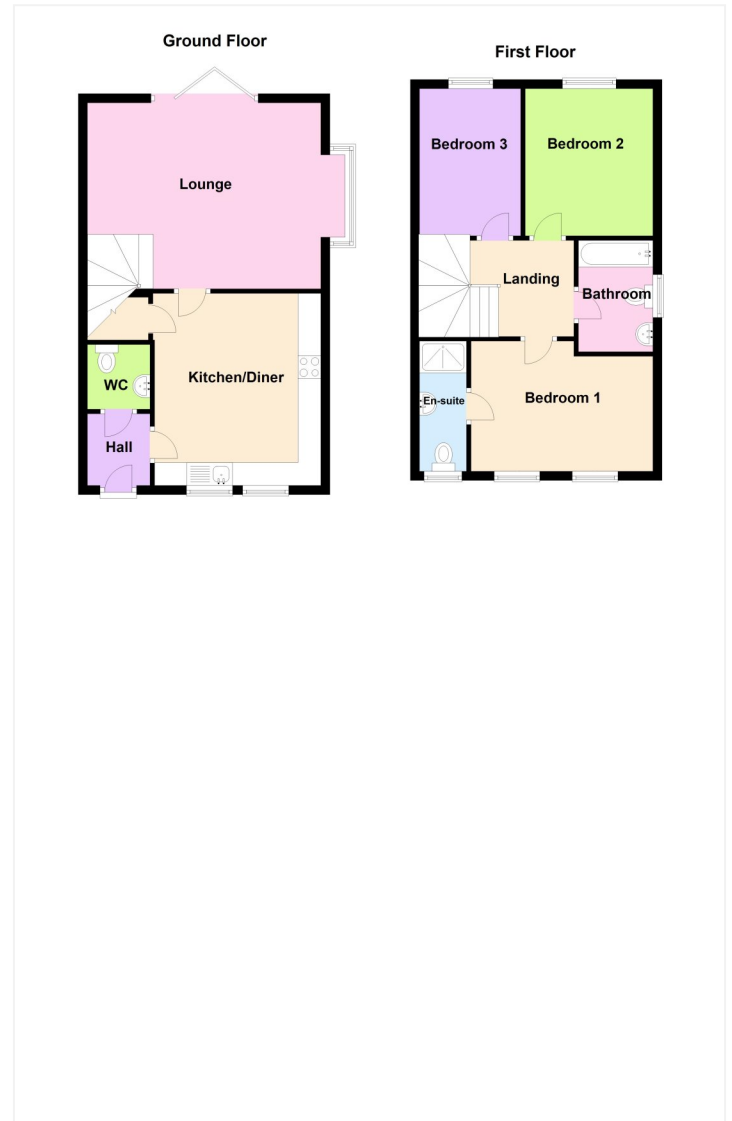 Ground Floor
First Floor
Lounge
Kitchen/Diner
WC
Hall
Bedroom 3
Bedroom 2
Landing
Bathroom
En-suite
Bedroom 1